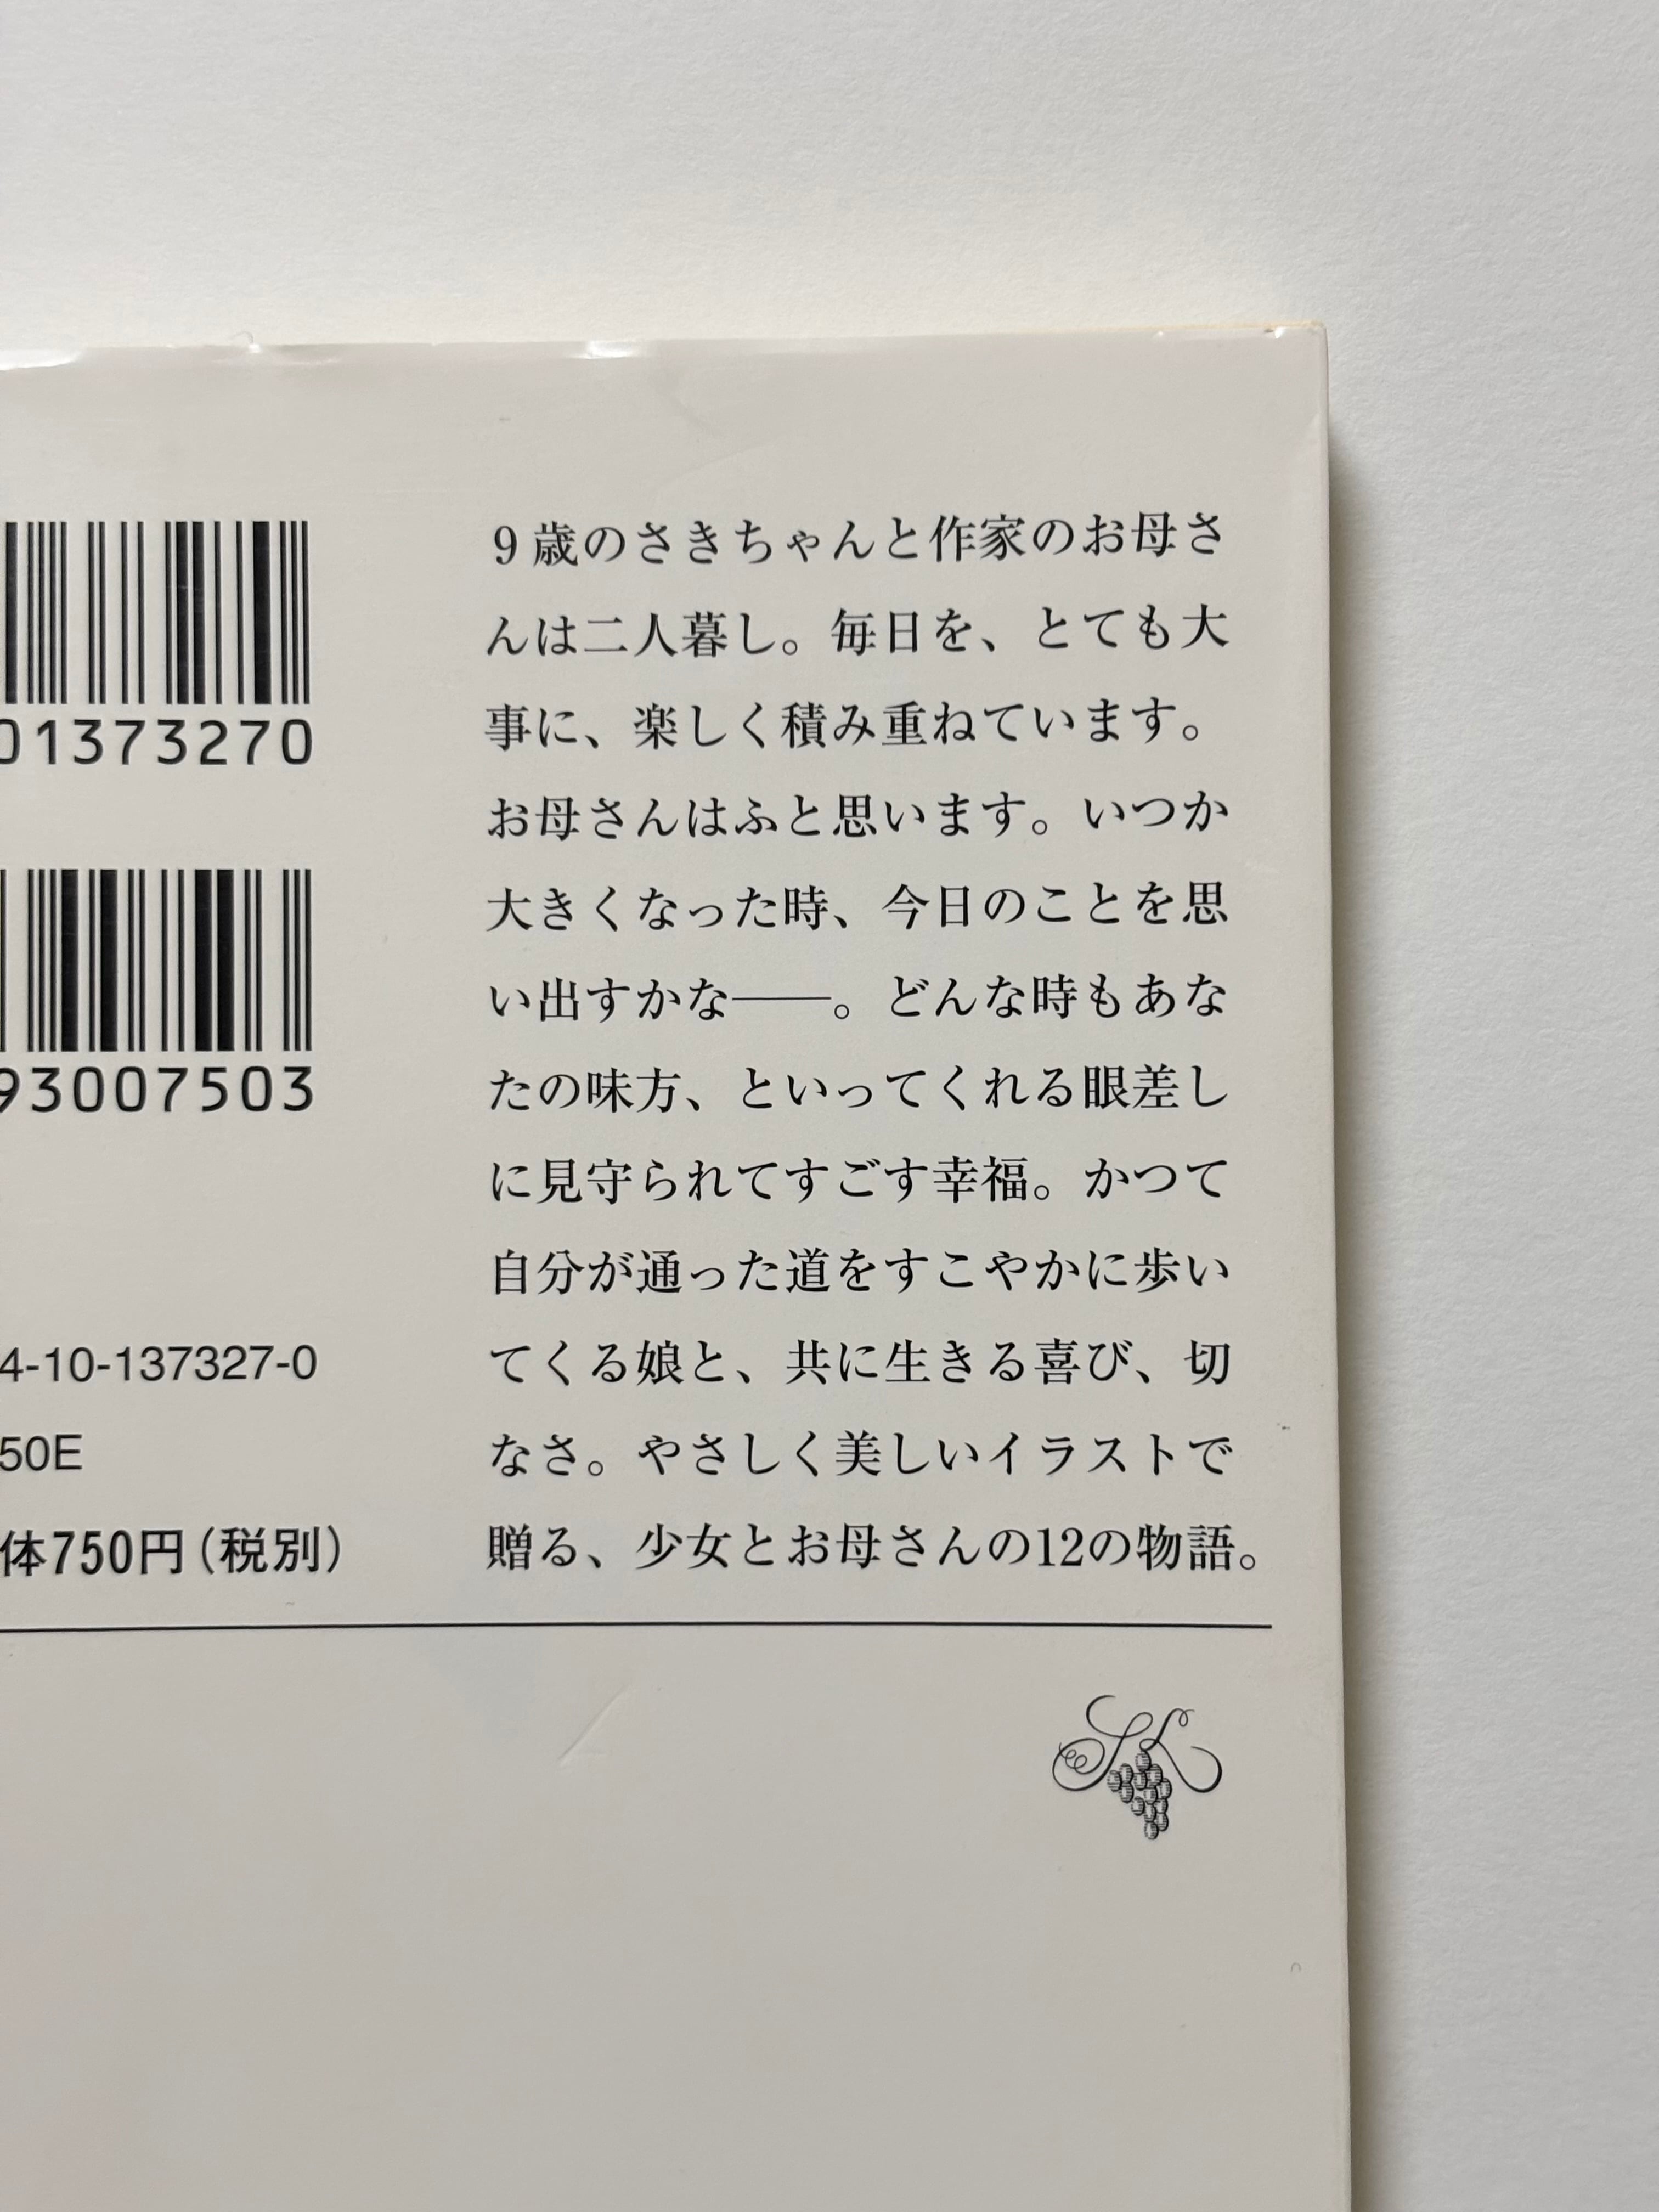 01373270
93007503
4-10-137327-0
50E
体750円(税別)
9歳のさきちゃんと作家のお母さ
んは二人暮し。毎日を、とても大
事に、楽しく積み重ねています。
お母さんはふと思います。いつか
大きくなった時、今日のことを思
い出すかな――。どんな時もあな
たの味方、といってくれる眼差し
に見守られてすごす幸福。かつて
自分が通った道をすこやかに歩い
てくる娘と、共に生きる喜び、切
なさ。やさしく美しいイラストで
贈る、少女とお母さんの12の物語。